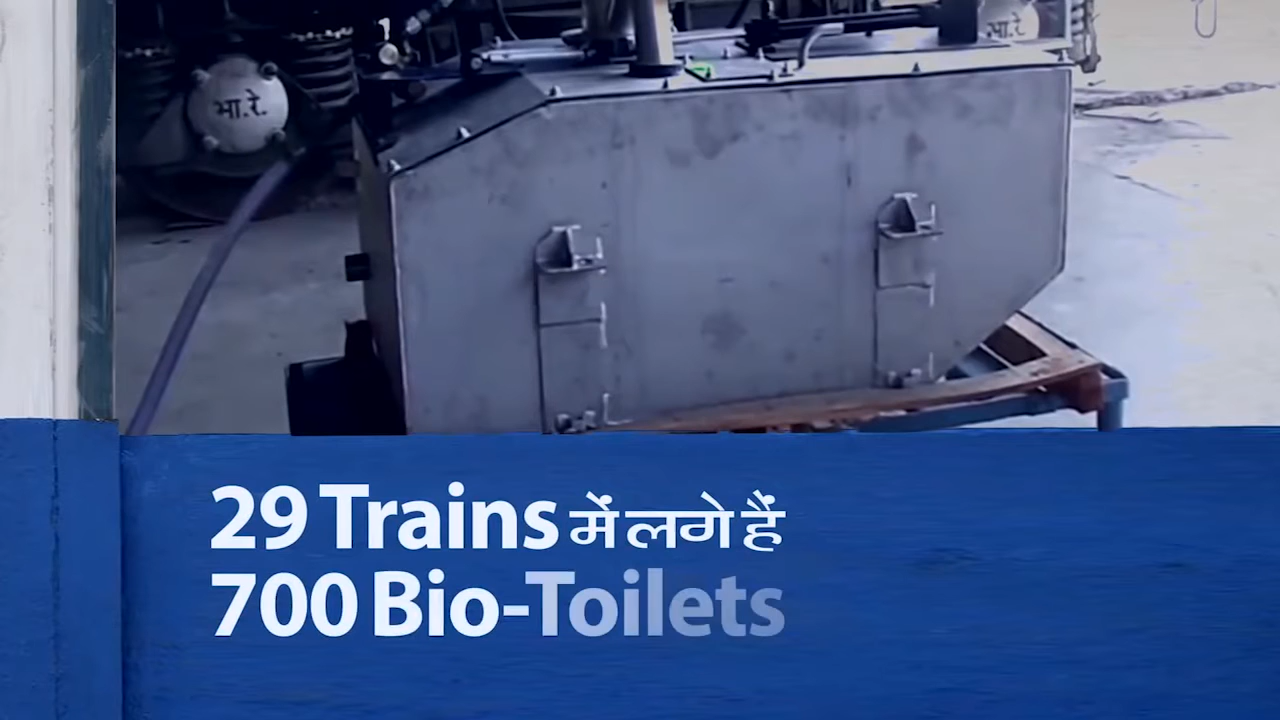 भा.रे.
भा.रे.
29 Trains में लगे हैं
700 Bio-Toilets